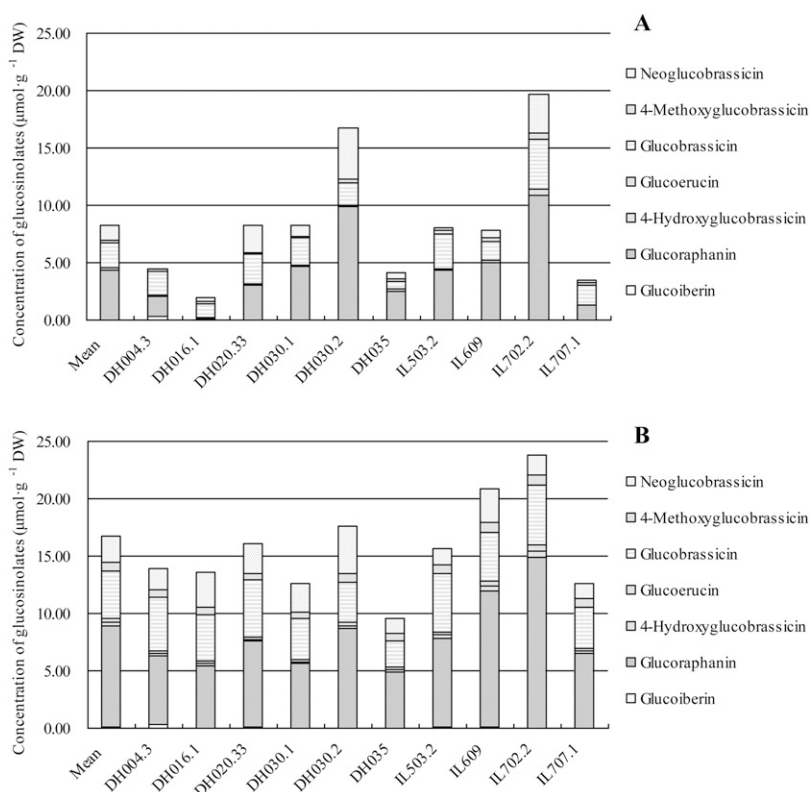 A
Concentration of glucosinolates (μmol·g ⁻¹ DW)
25.00
20.00
15.00
10.00
5.00
0.00
Mean
DH004.3
DH016.1
DH020.33
DH030.1
DH030.2
DH035
IL503.2
IL609
IL702.2
IL707.1
Neoglucobrassicin
4-Methoxyglucobrassicin
Glucobrassicin
Glucoerucin
4-Hydroxyglucobrassicin
Glucoraphanin
Glucoiberin
B
Concentration of glucosinolates (μmol·g ⁻¹ DW)
25.00
20.00
15.00
10.00
5.00
0.00
Mean
DH004.3
DH016.1
DH020.33
DH030.1
DH030.2
DH035
IL503.2
IL609
IL702.2
IL707.1
Neoglucobrassicin
4-Methoxyglucobrassicin
Glucobrassicin
Glucoerucin
4-Hydroxyglucobrassicin
Glucoraphanin
Glucoiberin